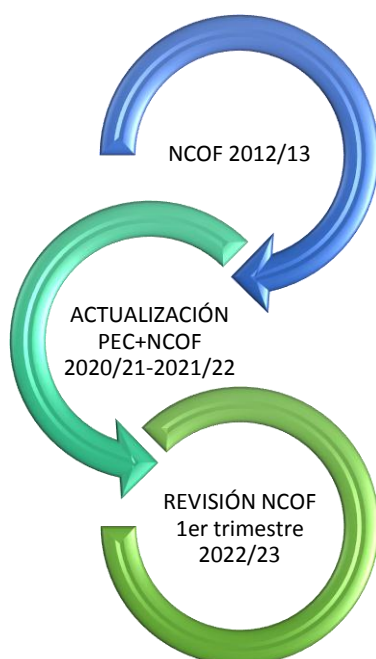 NCOF 2012/13
ACTUALIZACIÓN
PEC+NCOF
2020/21-2021/22
REVISIÓN NCOF
1er trimestre
2022/23